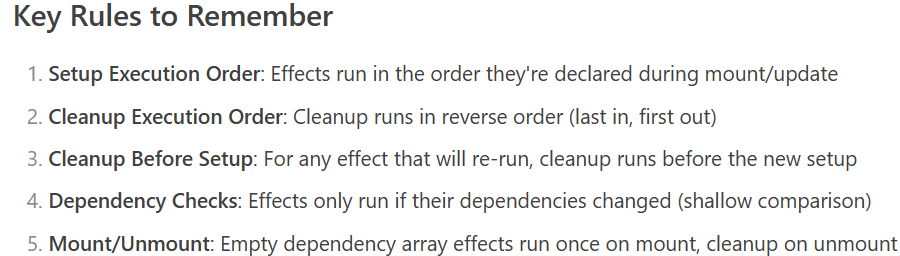 Key Rules to Remember
1. Setup Execution Order: Effects run in the order they're declared during mount/update
2. Cleanup Execution Order: Cleanup runs in reverse order (last in, first out)
3. Cleanup Before Setup: For any effect that will re-run, cleanup runs before the new setup
4. Dependency Checks: Effects only run if their dependencies changed (shallow comparison)
5. Mount/Unmount: Empty dependency array effects run once on mount, cleanup on unmount